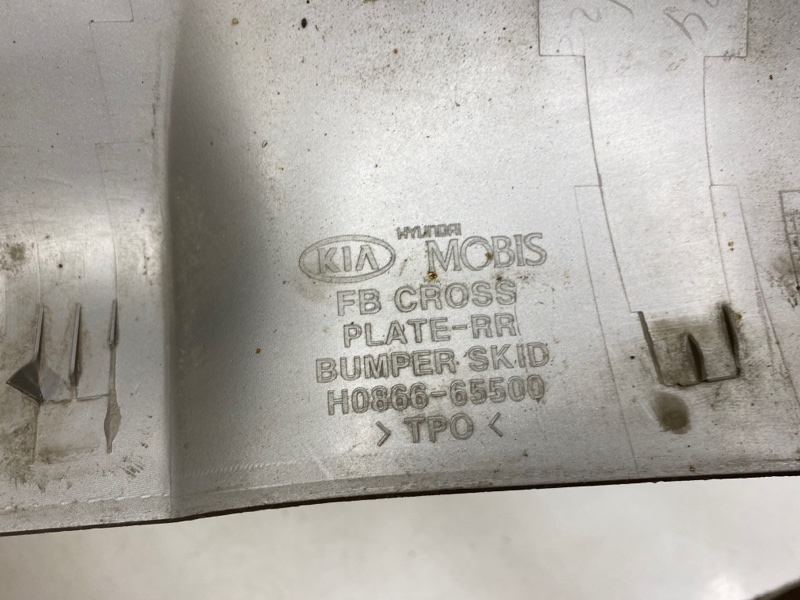 HYUNDAI
KIA MOBIS
FB CROSS
PLATE-RR
BUMPER SKID
H0866-65500
> TPO <